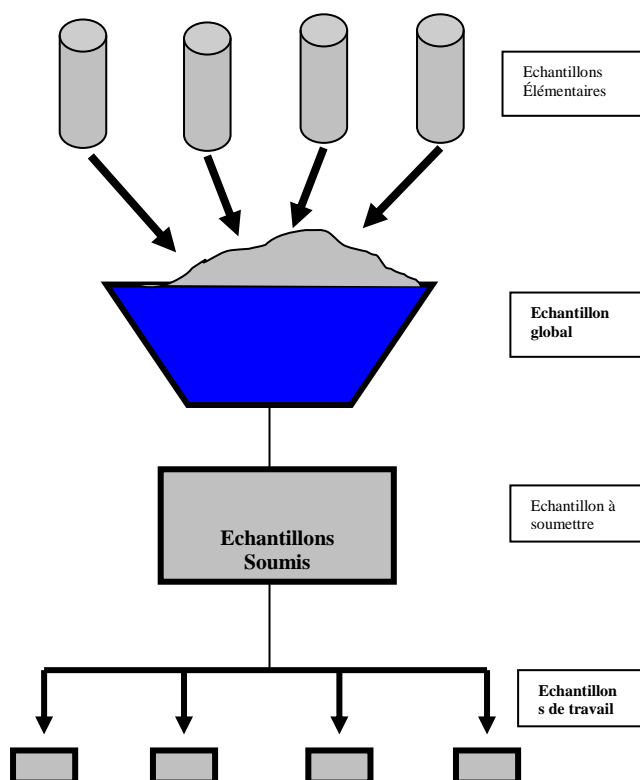 Echantillons
Élémentaires
Echantillon
global
Echantillon à
soumettre
Echantillons
Soumis
Echantillon
s de travail